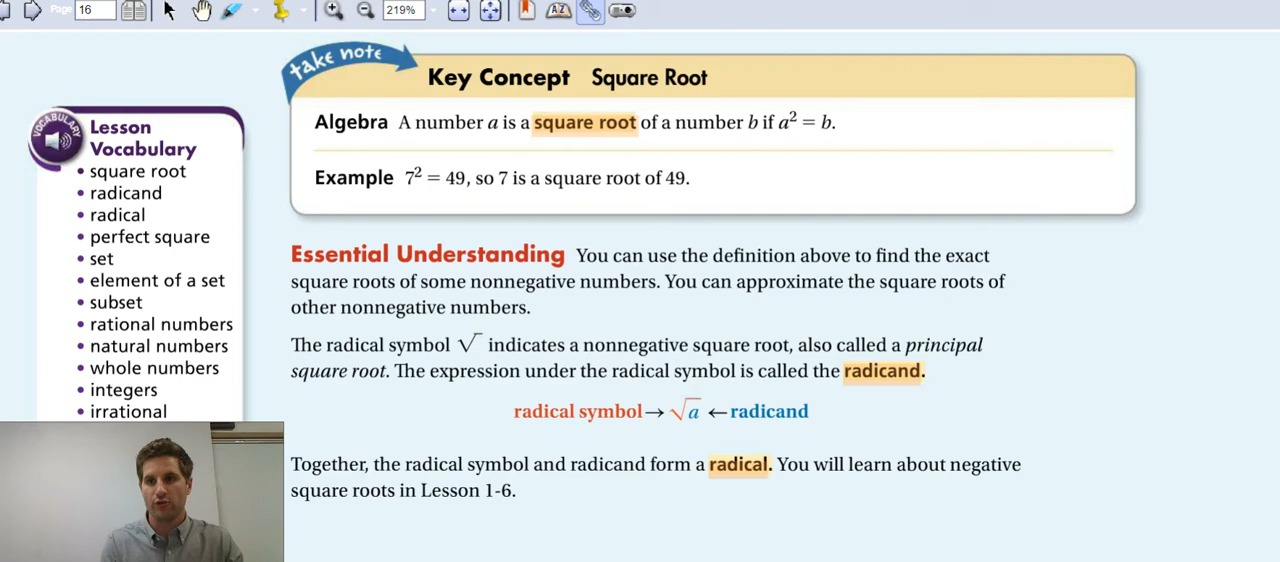 Page 16
219%
take note
Key Concept Square Root
Algebra A number a is a square root of a number b if a² = b.
Example 7² = 49, so 7 is a square root of 49.
VOCABULARY
Lesson
Vocabulary
• square root
• radicand
• radical
• perfect square
• set
• element of a set
• subset
• rational numbers
• natural numbers
• whole numbers
• integers
• irrational
Essential Understanding You can use the definition above to find the exact
square roots of some nonnegative numbers. You can approximate the square roots of
other nonnegative numbers.
The radical symbol √ indicates a nonnegative square root, also called a principal
square root. The expression under the radical symbol is called the radicand.
radical symbol → √a ← radicand
Together, the radical symbol and radicand form a radical. You will learn about negative
square roots in Lesson 1-6.